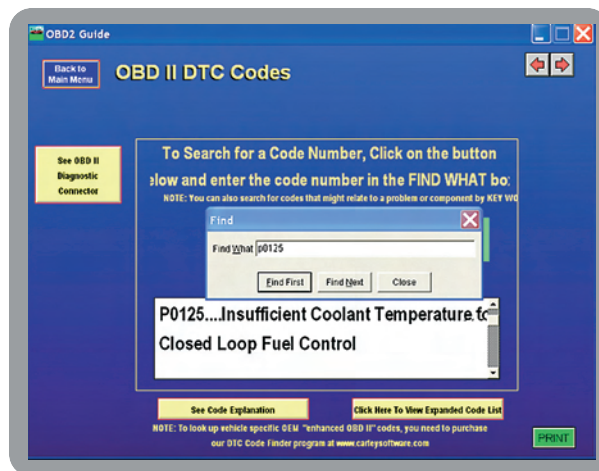 OBD2 Guide
Back to
Main Menu
OBD II DTC Codes
See OBD II
Diagnostic
Connector
To Search for a Code Number, Click on the button
elow and enter the code number in the FIND WHAT bo
NOTE: You can also search for codes that might relate to a problem or component by KEY WO
Find
Find What p0125
Find First
Find Next
Close
P0125....Insufficient Coolant Temperature fo
Closed Loop Fuel Control
See Code Explanation
Click Here To View Expanded Code List
NOTE: To look up vehicle specific OEM "enhanced OBD II" codes, you need to purchase
our DTC Code Finder program at www.carleysoftware.com
PRINT